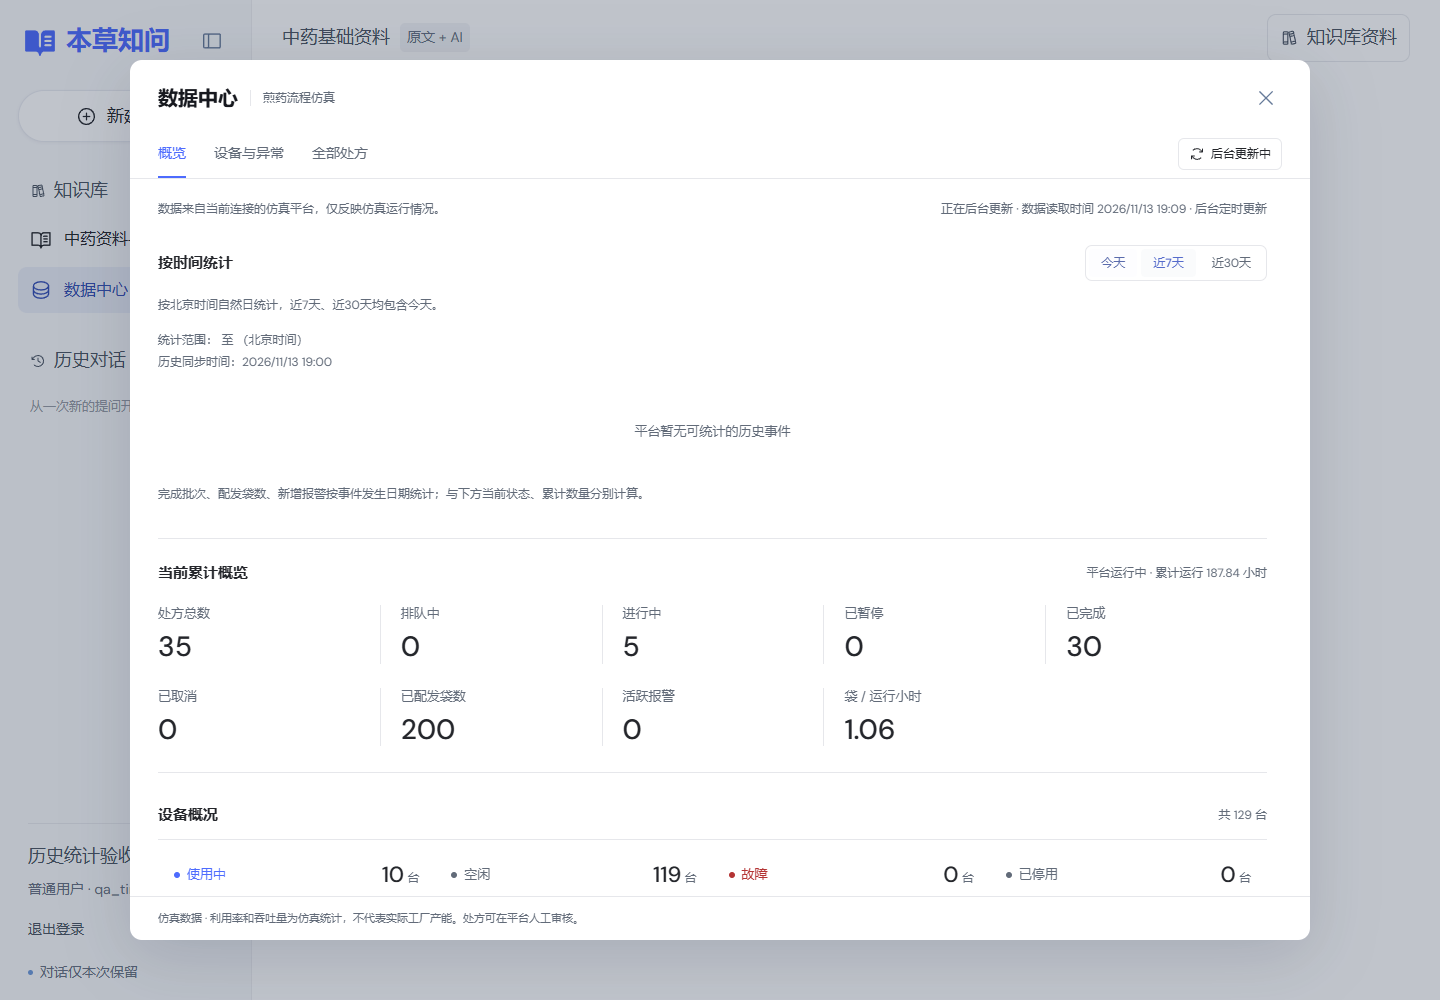 本草知问
中药基础资料 原文 + AI
知识库资料
新建
知识库
中药资料
数据中心
历史对话
从一次新的提问开
历史统计验收
普通用户 · qa_ti
退出登录
对话仅本次保留
数据中心 煎药流程仿真
概览 设备与异常 全部处方
后台更新中
数据来自当前连接的仿真平台，仅反映仿真运行情况。
正在后台更新 · 数据读取时间 2026/11/13 19:09 · 后台定时更新
按时间统计
今天 近7天 近30天
按北京时间自然日统计，近7天、近30天均包含今天。
统计范围： 至 （北京时间）
历史同步时间：2026/11/13 19:00
平台暂无可统计的历史事件
完成批次、配发袋数、新增报警按事件发生日期统计；与下方当前状态、累计数量分别计算。
当前累计概览
平台运行中 · 累计运行 187.84 小时
处方总数 排队中 进行中 已暂停 已完成
35 0 5 0 30
已取消 已配发袋数 活跃报警 袋 / 运行小时
0 200 0 1.06
设备概况
共 129 台
使用中 10 台 空闲 119 台 故障 0 台 已停用 0 台
仿真数据 · 利用率和吞吐量为仿真统计，不代表实际工厂产能。处方可在平台人工审核。